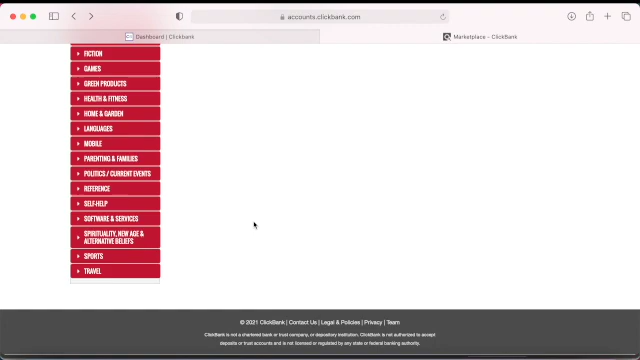 accounts.clickbank.com
Dashboard | Clickbank
Marketplace - ClickBank
FICTION
GAMES
GREEN PRODUCTS
HEALTH & FITNESS
HOME & GARDEN
LANGUAGES
MOBILE
PARENTING & FAMILIES
POLITICS / CURRENT EVENTS
REFERENCE
SELF-HELP
SOFTWARE & SERVICES
SPIRITUALITY, NEW AGE &
ALTERNATIVE BELIEFS
SPORTS
TRAVEL
© 2021 ClickBank | Contact Us | Legal & Policies | Privacy | Team
ClickBank is not a chartered bank or trust company, or depository institution. ClickBank is not authorized to accept
deposits or trust accounts and is not licensed or regulated by any state or federal banking authority.